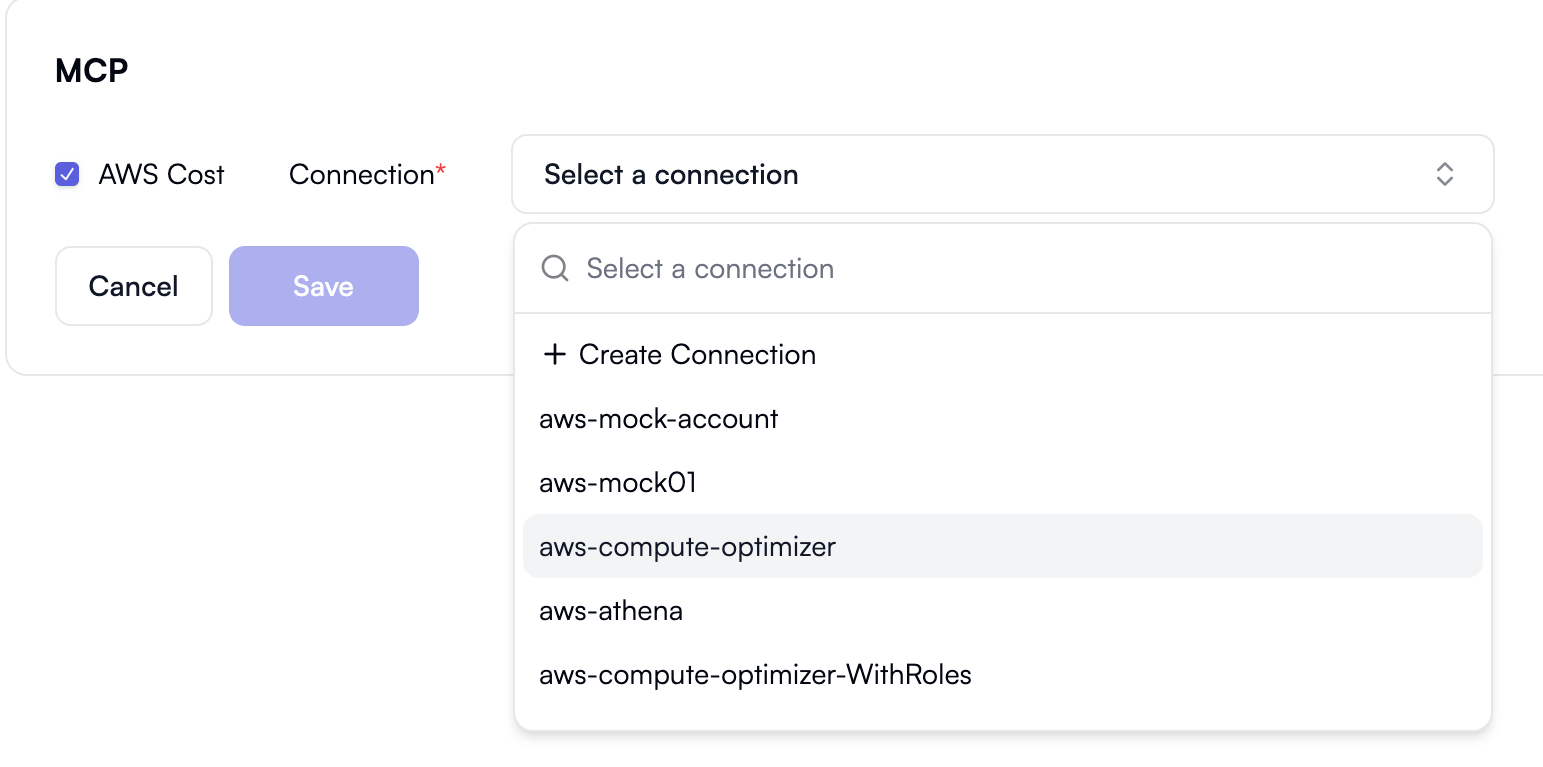 MCP
AWS Cost
Connection*
Select a connection
Cancel
Save
Select a connection
Create Connection
aws-mock-account
aws-mock01
aws-compute-optimizer
aws-athena
aws-compute-optimizer-WithRoles